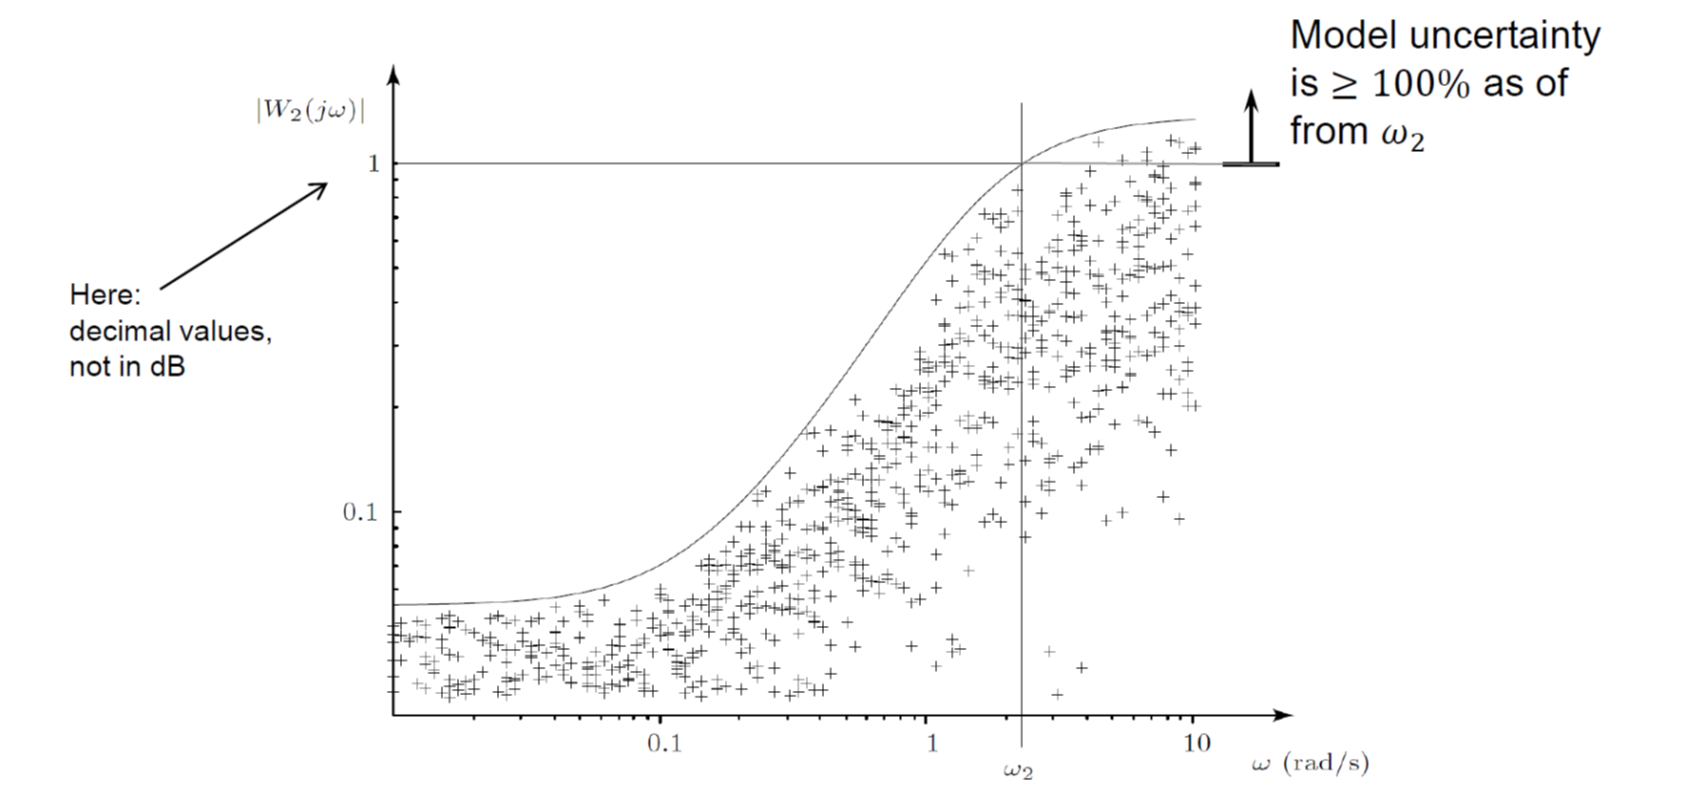 Model uncertainty
is ≥ 100% as of
from ω₂
|W₂(jω)|
1
Here:
decimal values,
not in dB
0.1
0.1
1
10
ω₂
ω (rad/s)